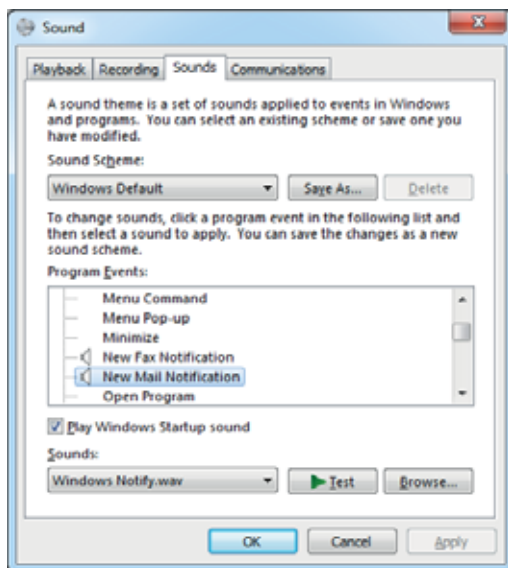 Sound
Playback Recording Sounds Communications
A sound theme is a set of sounds applied to events in Windows
and programs. You can select an existing scheme or save one you
have modified.
Sound Scheme:
Windows Default Save As... Delete
To change sounds, click a program event in the following list and
then select a sound to apply. You can save the changes as a new
sound scheme.
Program Events:
Menu Command
Menu Pop-up
Minimize
New Fax Notification
New Mail Notification
Open Program
Play Windows Startup sound
Sounds:
Windows Notify.wav Test Browse...
OK Cancel Apply